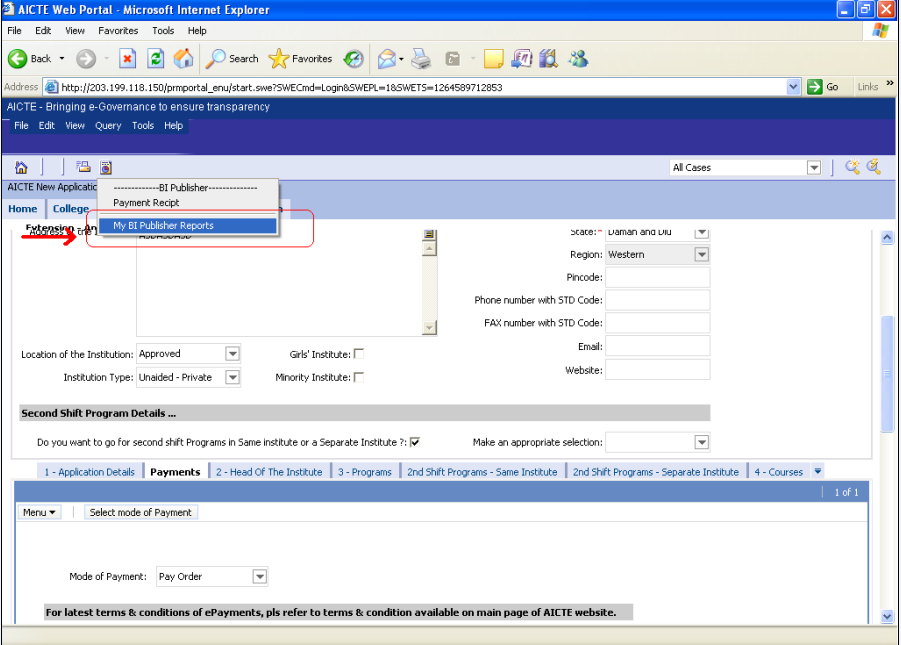 AICTE Web Portal - Microsoft Internet Explorer
File Edit View Favorites Tools Help
Back Search Favorites
Address http://203.199.118.150/prmportal_enu/start.swe?SWECmd=Login&SWEPL=1&SWETS=1264589712853 Go Links »
AICTE - Bringing e-Governance to ensure transparency
File Edit View Query Tools Help
All Cases
AICTE New Applicatio
-------------BI Publisher--------------
Payment Recipt
My BI Publisher Reports
Home College
Extension
Address of the
ASDASDASD
State:* Daman and Diu
Region: Western
Pincode:
Phone number with STD Code:
FAX number with STD Code:
Email:
Website:
Location of the Institution: Approved Girls' Institute:
Institution Type: Unaided - Private Minority Institute:
Second Shift Program Details ...
Do you want to go for second shift Programs in Same institute or a Separate Institute ?: Make an appropriate selection:
1 - Application Details Payments 2 - Head Of The Institute 3 - Programs 2nd Shift Programs - Same Institute 2nd Shift Programs - Separate Institute 4 - Courses
1 of 1
Menu Select mode of Payment
Mode of Payment: Pay Order
For latest terms & conditions of ePayments, pls refer to terms & condition available on main page of AICTE website.